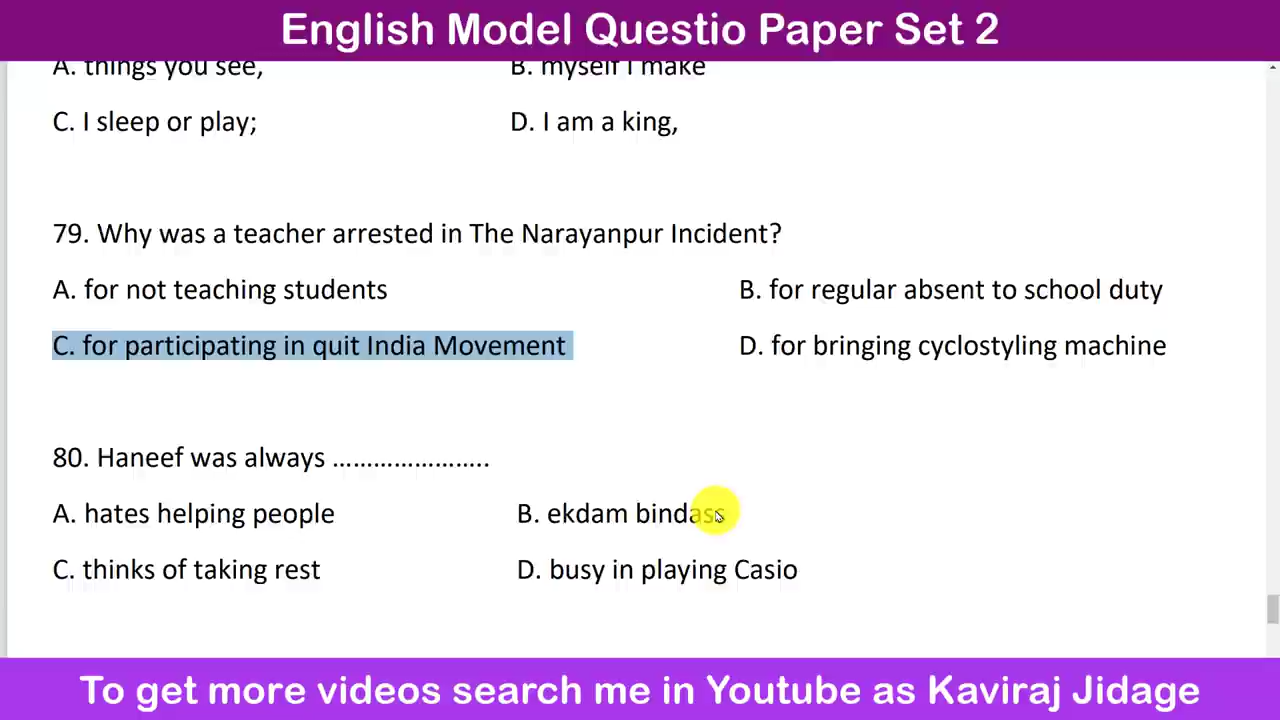 English Model Questio Paper Set 2
A. things you see, B. myself I make
C. I sleep or play; D. I am a king,
79. Why was a teacher arrested in The Narayanpur Incident?
A. for not teaching students B. for regular absent to school duty
C. for participating in quit India Movement D. for bringing cyclostyling machine
80. Haneef was always ......................
A. hates helping people B. ekdam bindass
C. thinks of taking rest D. busy in playing Casio
To get more videos search me in Youtube as Kaviraj Jidage